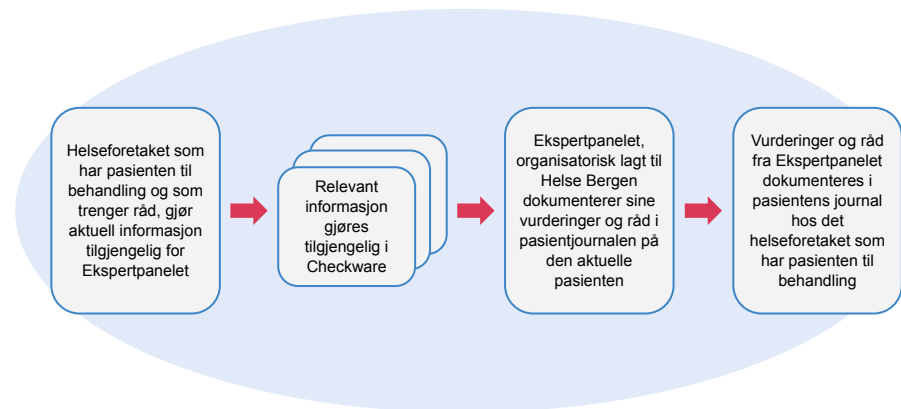 Helseforetaket som
har pasienten til
behandling og som
trenger råd, gjør
aktuell informasjon
tilgjengelig for
Ekspertpanelet
Relevant
informasjon
gjøres
tilgjengelig i
Checkware
Ekspertpanelet,
organisatorisk lagt til
Helse Bergen
dokumenterer sine
vurderinger og råd i
pasientjournalen på
den aktuelle
pasienten
Vurderinger og råd
fra Ekspertpanelet
dokumenteres i
pasientens journal
hos det
helseforetaket som
har pasienten til
behandling